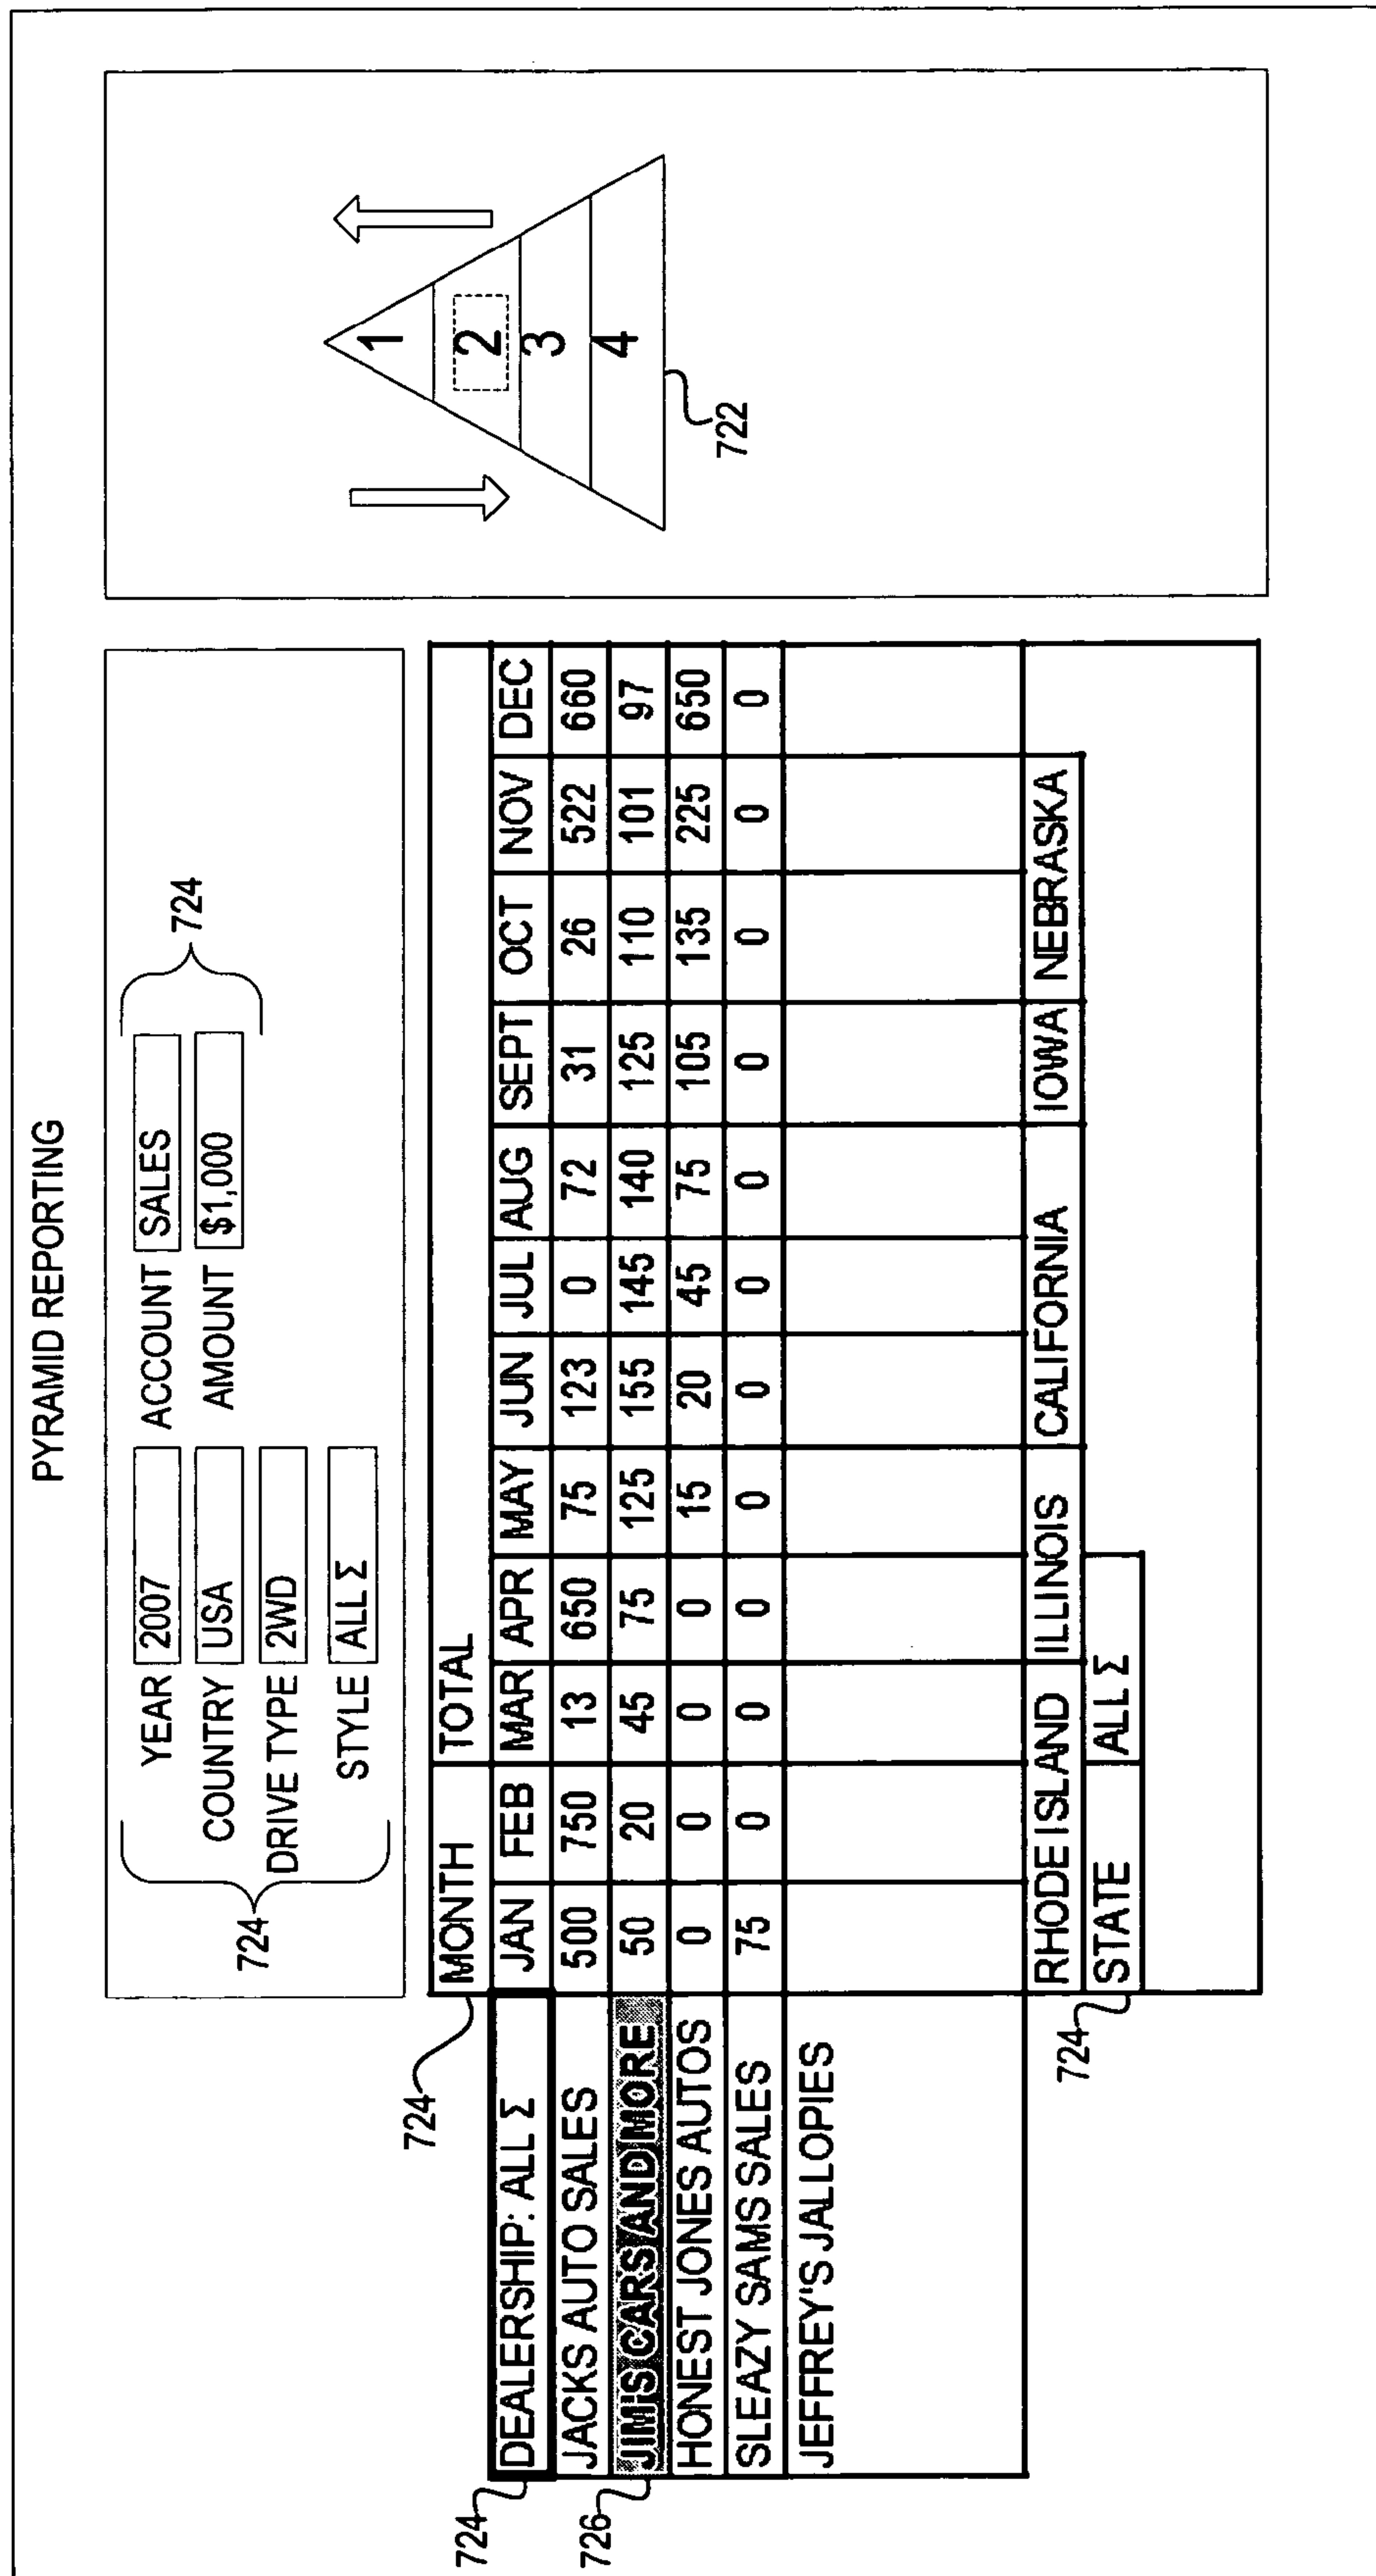 PYRAMID REPORTING
YEAR 2007 ACCOUNT SALES
COUNTRY USA AMOUNT $1,000
DRIVE TYPE 2WD
STYLE ALL Σ
724
724
1
2
3
4
722
724
MONTH TOTAL
724
DEALERSHIP: ALL Σ JAN FEB MAR APR MAY JUN JUL AUG SEPT OCT NOV DEC
JACKS AUTO SALES 500 750 13 650 75 123 0 72 31 26 522 660
726
JIM'S CARS AND MORE 50 20 45 75 125 155 145 140 125 110 101 97
HONEST JONES AUTOS 0 0 0 0 15 20 45 75 105 135 225 650
SLEAZY SAMS SALES 75 0 0 0 0 0 0 0 0 0 0 0
JEFFREY'S JALLOPIES
RHODE ISLAND ILLINOIS CALIFORNIA IOWA NEBRASKA
724
STATE ALL Σ